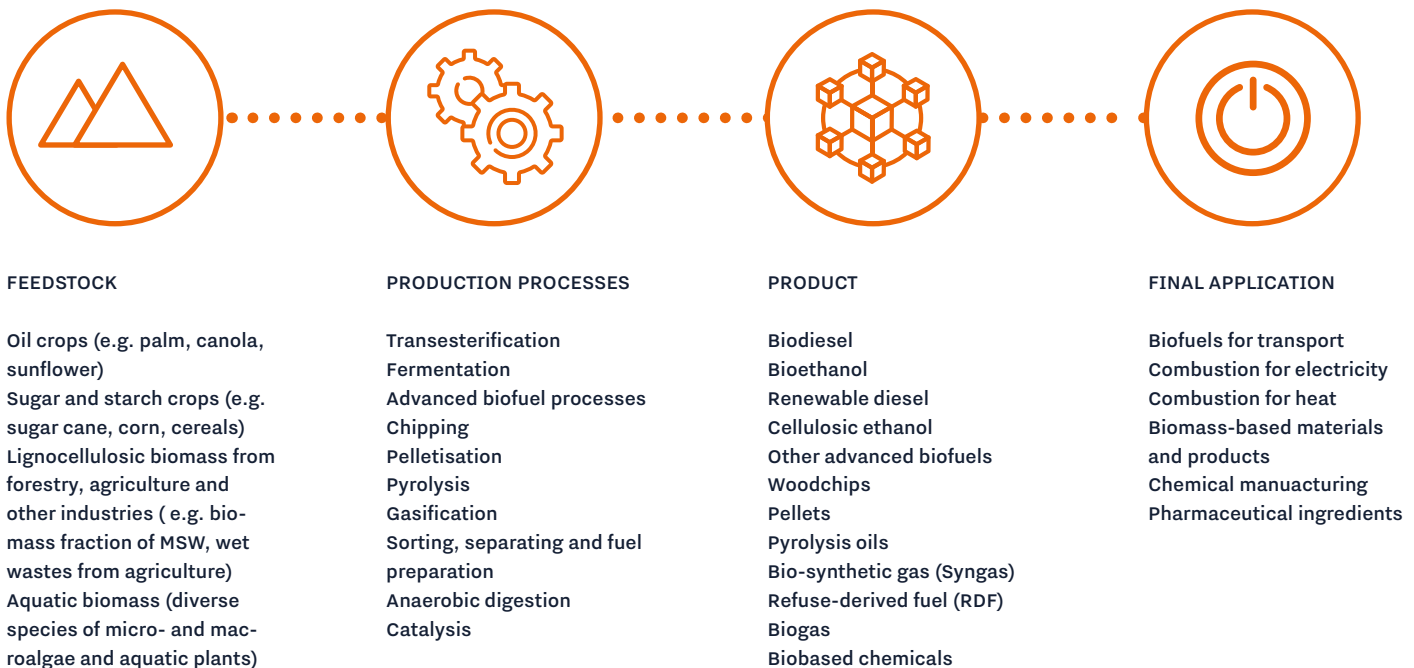 FEEDSTOCK
Oil crops (e.g. palm, canola,
sunflower)
Sugar and starch crops (e.g.
sugar cane, corn, cereals)
Lignocellulosic biomass from
forestry, agriculture and
other industries ( e.g. bio-
mass fraction of MSW, wet
wastes from agriculture)
Aquatic biomass (diverse
species of micro- and mac-
roalgae and aquatic plants)
PRODUCTION PROCESSES
Transesterification
Fermentation
Advanced biofuel processes
Chipping
Pelletisation
Pyrolysis
Gasification
Sorting, separating and fuel
preparation
Anaerobic digestion
Catalysis
PRODUCT
Biodiesel
Bioethanol
Renewable diesel
Cellulosic ethanol
Other advanced biofuels
Woodchips
Pellets
Pyrolysis oils
Bio-synthetic gas (Syngas)
Refuse-derived fuel (RDF)
Biogas
Biobased chemicals
FINAL APPLICATION
Biofuels for transport
Combustion for electricity
Combustion for heat
Biomass-based materials
and products
Chemical manuacturing
Pharmaceutical ingredients